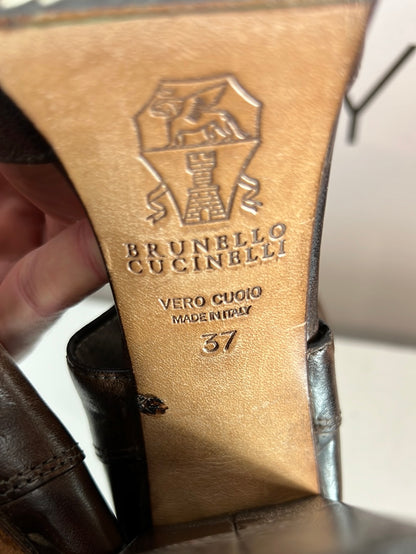 BRUNELLO
CUCINELLI
VERO CUOIO
MADE IN ITALY
37
Y